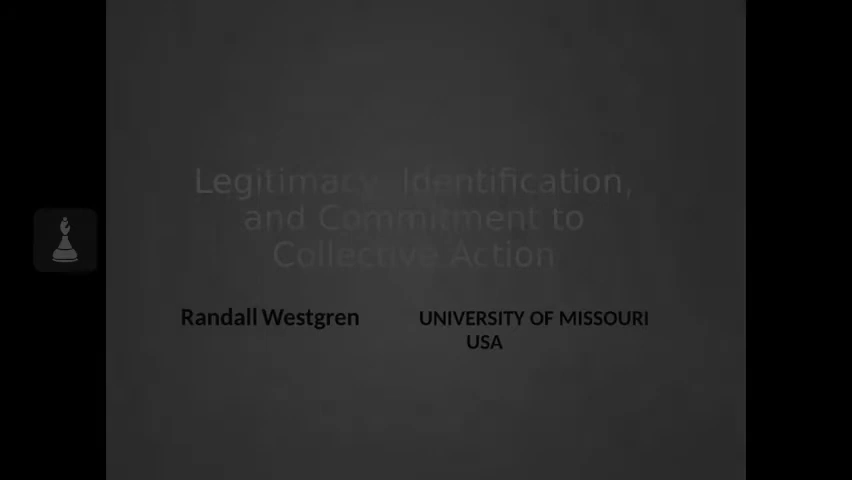 Legitimacy, Identification,
and Commitment to
Collective Action
Randall Westgren
UNIVERSITY OF MISSOURI
USA